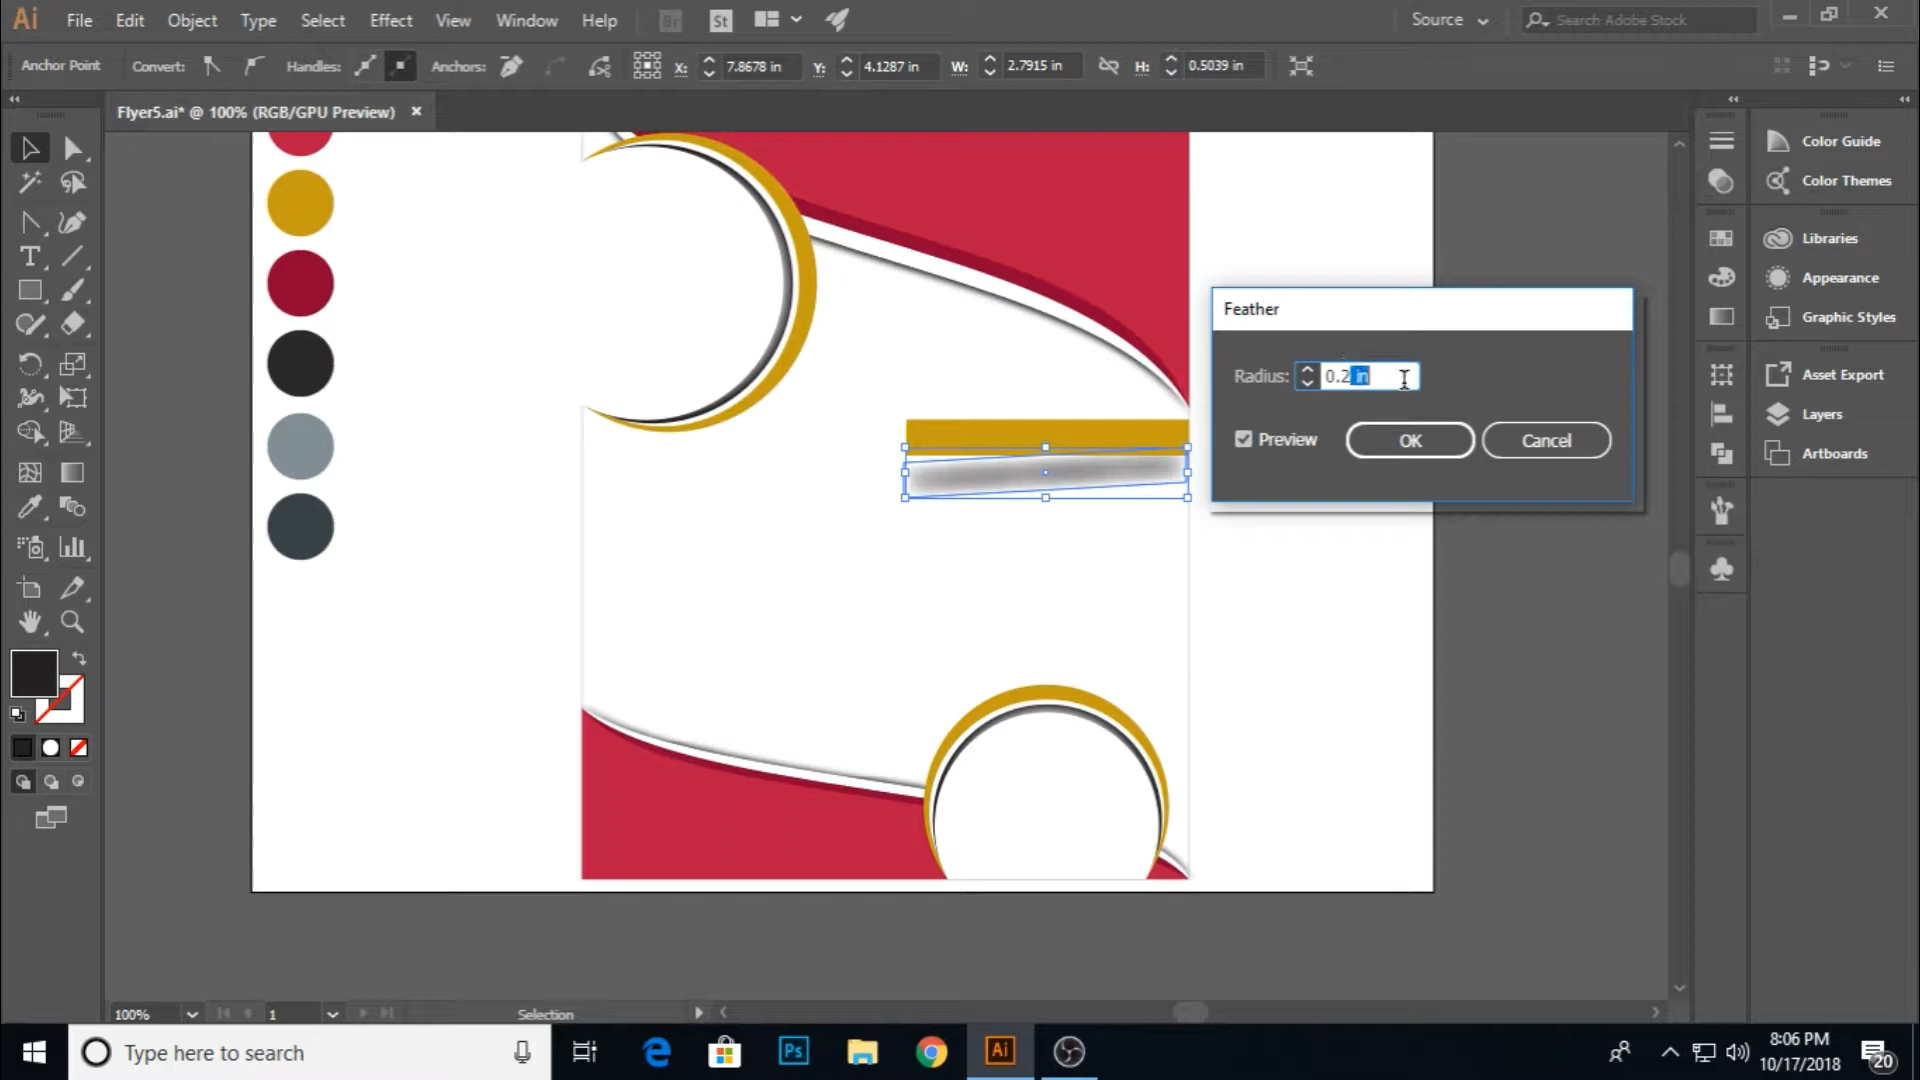 Ai File Edit Object Type Select Effect View Window Help Br St Source Search Adobe Stock
Anchor Point Convert: Handles: Anchors: X: 7.8678 in Y: 4.1287 in W: 2.7915 in H: 0.5039 in
Flyer5.ai* @ 100% (RGB/GPU Preview)
Color Guide
Color Themes
Libraries
Appearance
Graphic Styles
Asset Export
Layers
Artboards
Feather
Radius: 0.2 in
Preview OK Cancel
T
100% 1 Selection
Type here to search Ps Ai 8:06 PM
10/17/2018 20